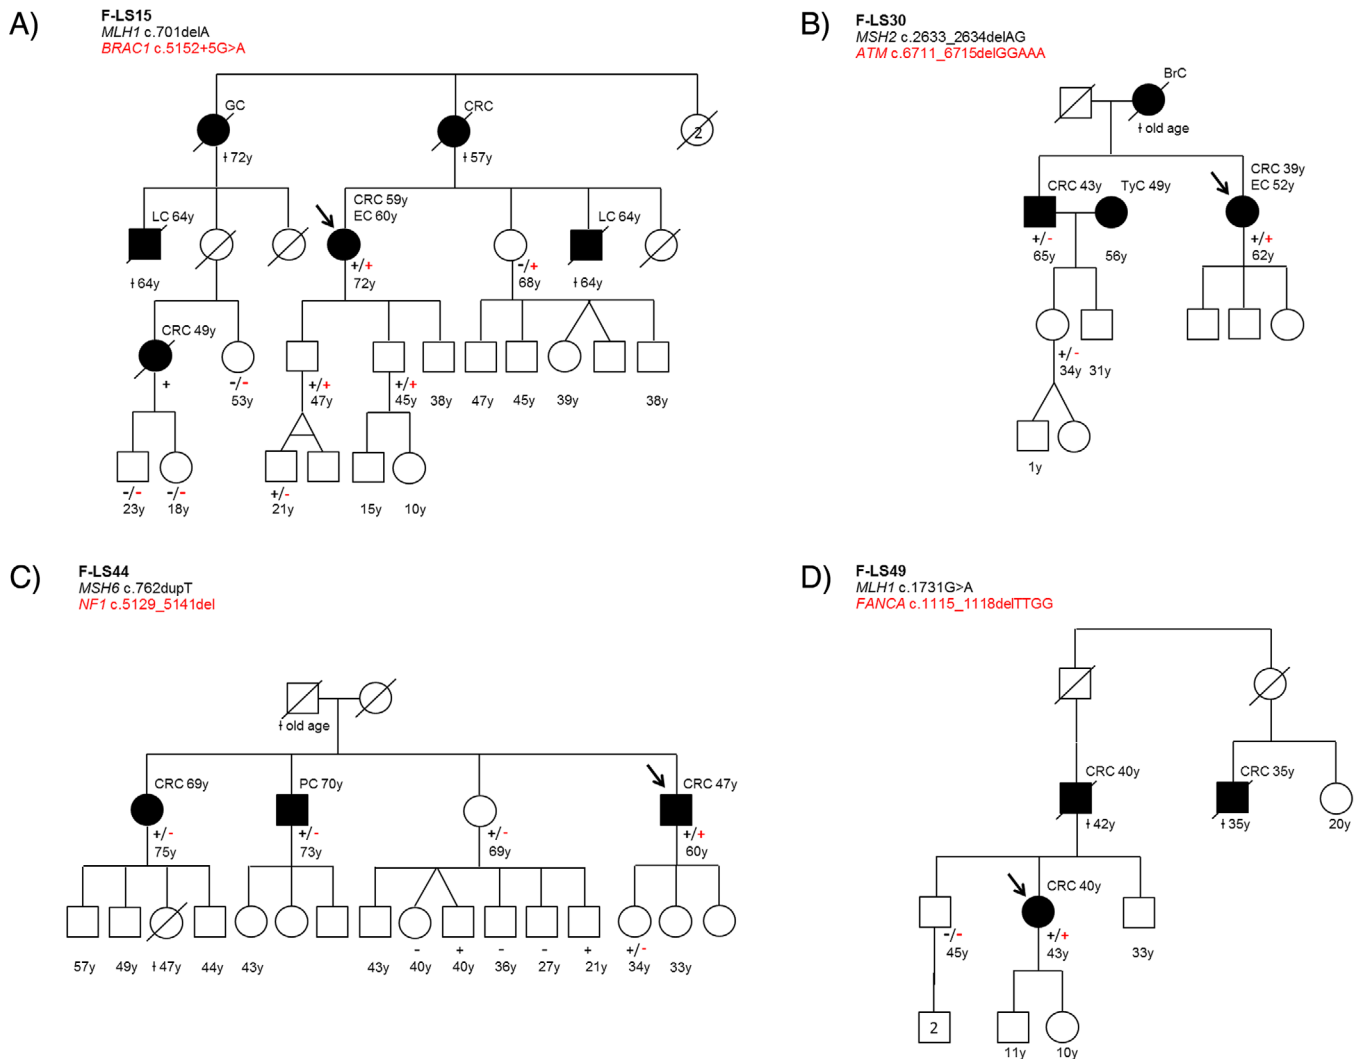 A)
F-LS15
MLH1 c.701delA
BRAC1 c.5152+5G>A
GC
CRC
2
ɫ 72y
ɫ 57y
CRC 59y
EC 60y
LC 64y
LC 64y
+/+
-/+
ɫ 64y
72y
68y
ɫ 64y
CRC 49y
+
-/-
53y
+/+
47y
+/+
45y
38y
47y
45y
39y
38y
-/-
23y
-/-
18y
+/-
21y
15y
10y
B)
F-LS30
MSH2 c.2633_2634delAG
ATM c.6711_6715delGGAAA
BrC
ɫ old age
CRC 43y
TyC 49y
CRC 39y
EC 52y
+/-
65y
56y
+/+
62y
+/-
34y
31y
1y
C)
F-LS44
MSH6 c.762dupT
NF1 c.5129_5141del
ɫ old age
CRC 69y
PC 70y
CRC 47y
+/-
75y
+/-
73y
+/-
69y
+/+
60y
-
+
-
-
+
+/-
57y
49y
ɫ 47y
44y
43y
43y
40y
40y
36y
27y
21y
34y
33y
D)
F-LS49
MLH1 c.1731G>A
FANCA c.1115_1118delTTGG
CRC 40y
CRC 35y
ɫ 42y
ɫ 35y
20y
CRC 40y
-/-
45y
+/+
43y
33y
2
11y
10y